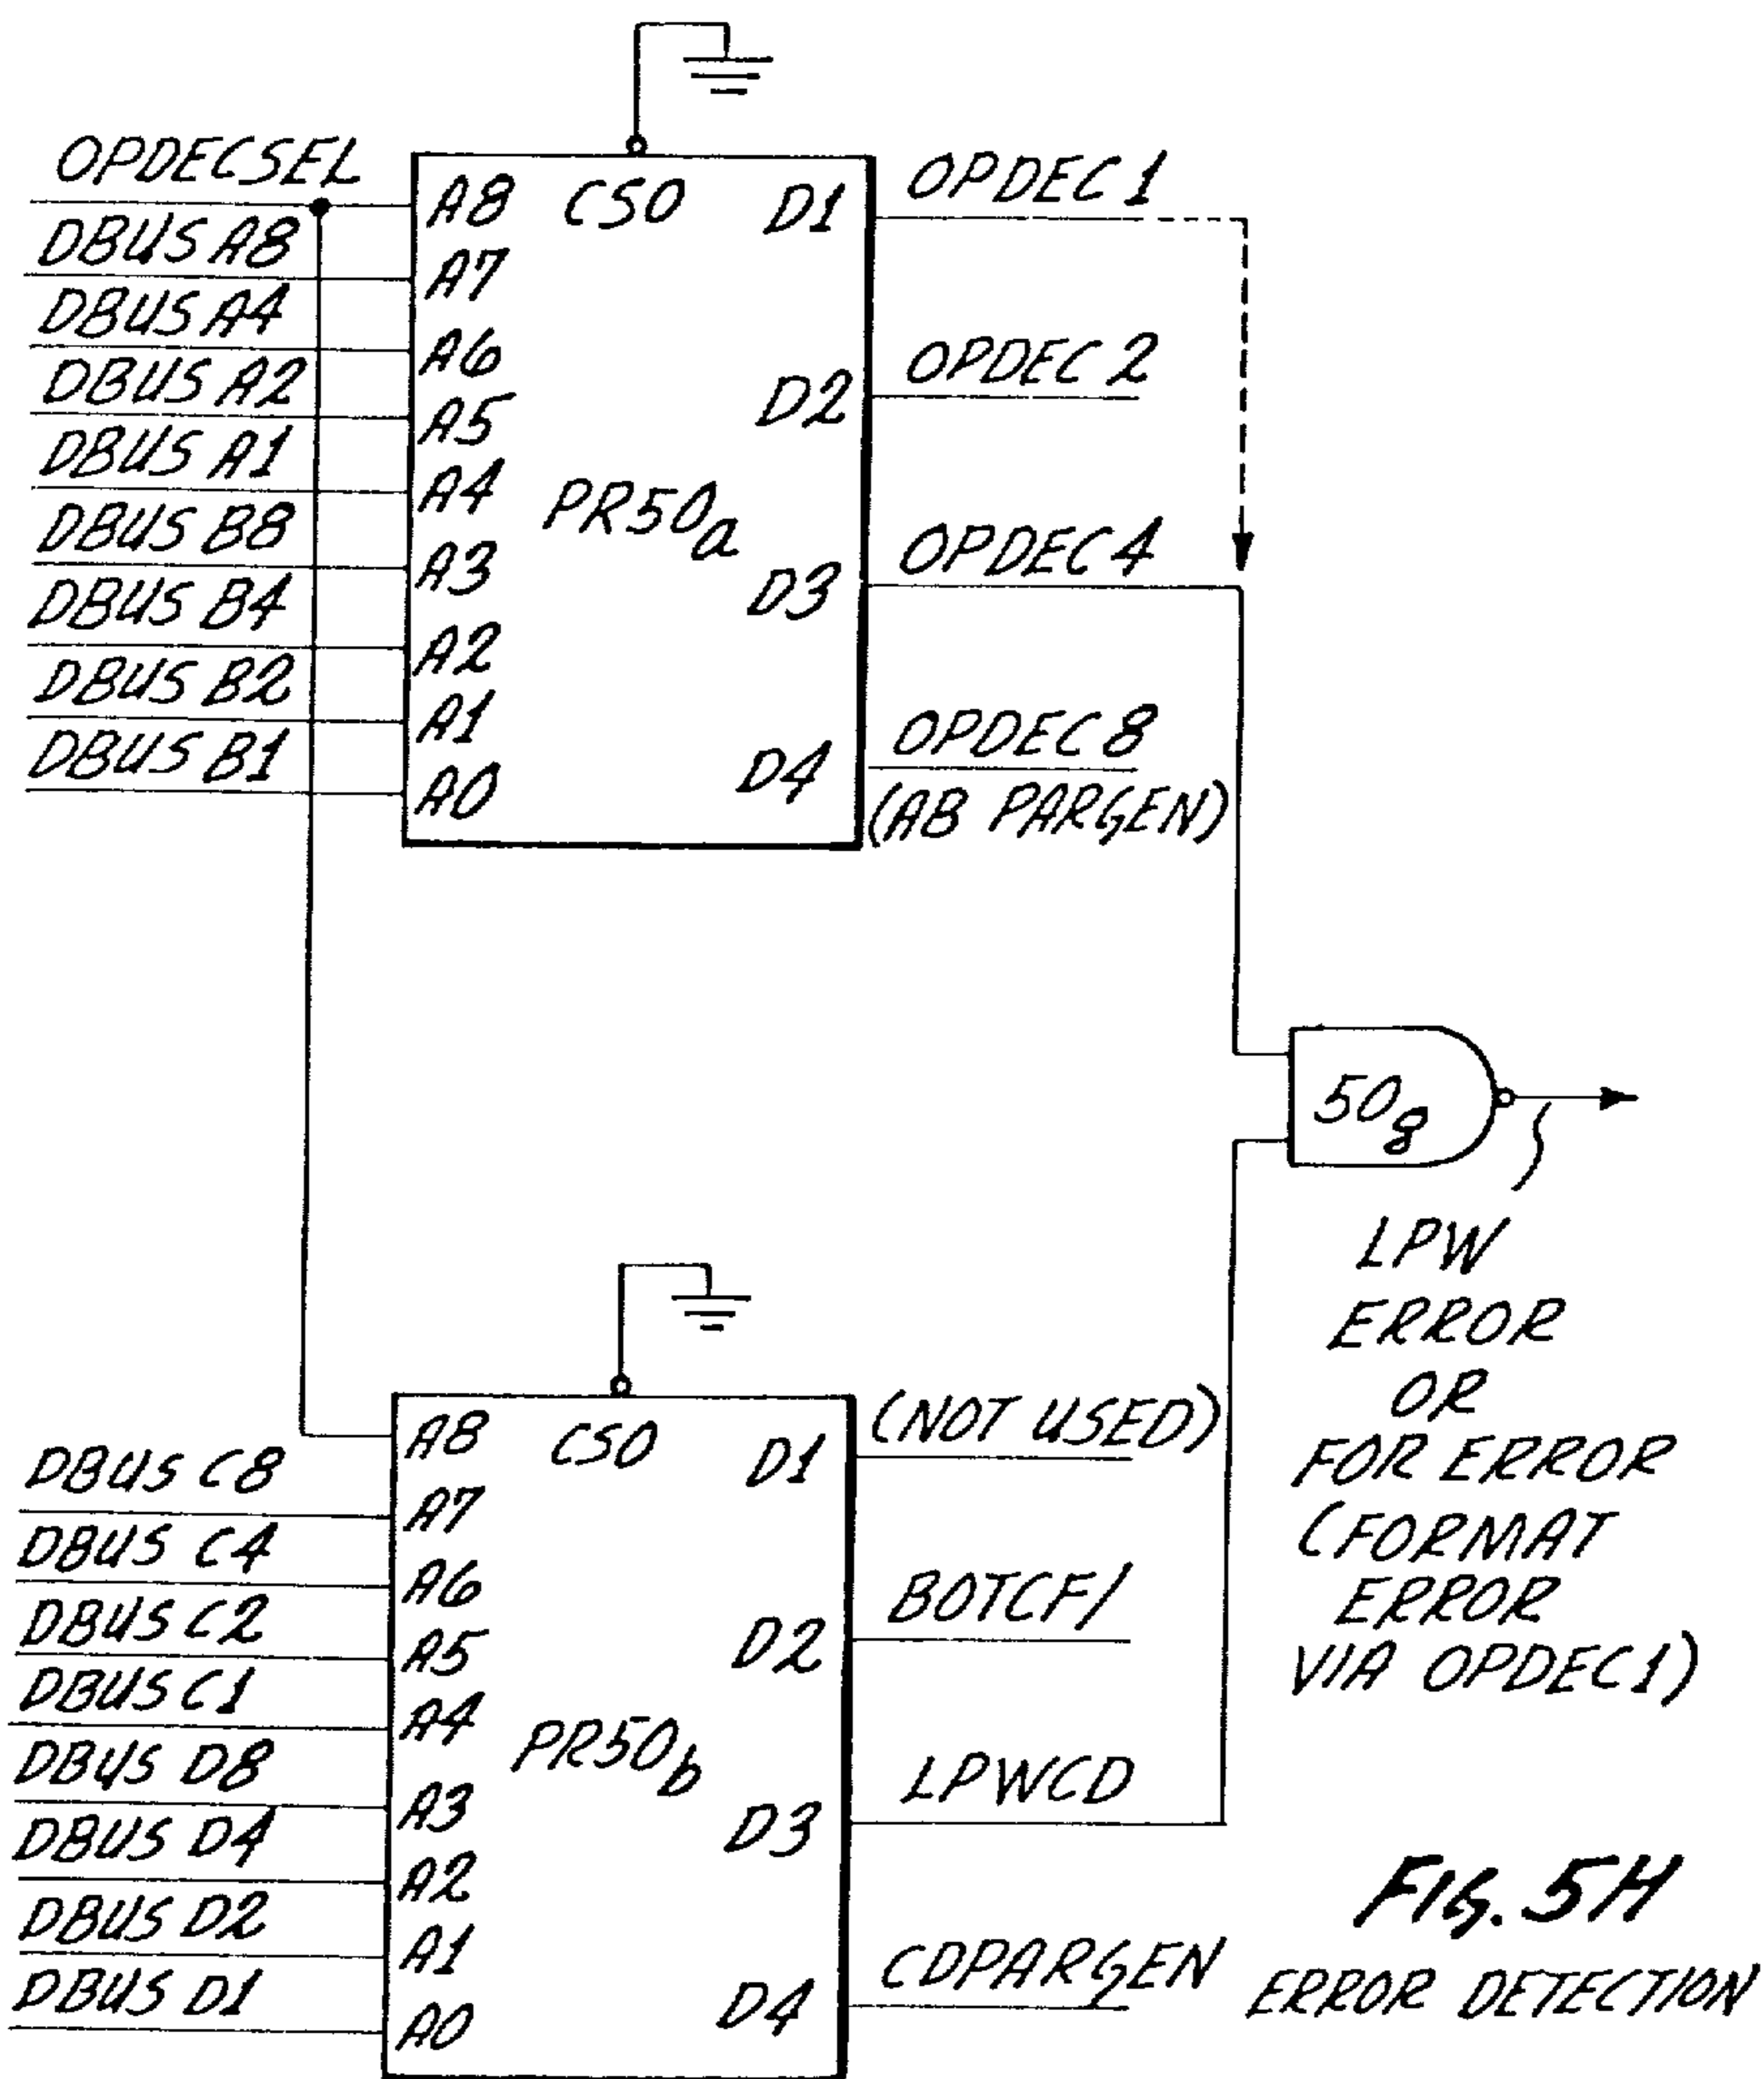 OPDECSEL
DBUS A8
DBUS A4
DBUS A2
DBUS A1
DBUS B8
DBUS B4
DBUS B2
DBUS B1
A8 CS0 D1
A7
A6
A5 D2
A4
PR50a
A3 D3
A2
A1
A0 D4
OPDEC 1
OPDEC 2
OPDEC 4
OPDEC 8
(AB PARGEN)
50g
LPW
ERROR
OR
FOR ERROR
(FORMAT
ERROR
VIA OPDEC1)
DBUS C8
DBUS C4
DBUS C2
DBUS C1
DBUS D8
DBUS D4
DBUS D2
DBUS D1
A8 CS0 D1
A7
A6
A5 D2
A4
PR50b
A3 D3
A2
A1
A0 D4
(NOT USED)
BOTCF/
LPWCD
CDPARGEN
FIG. 5H
ERROR DETECTION